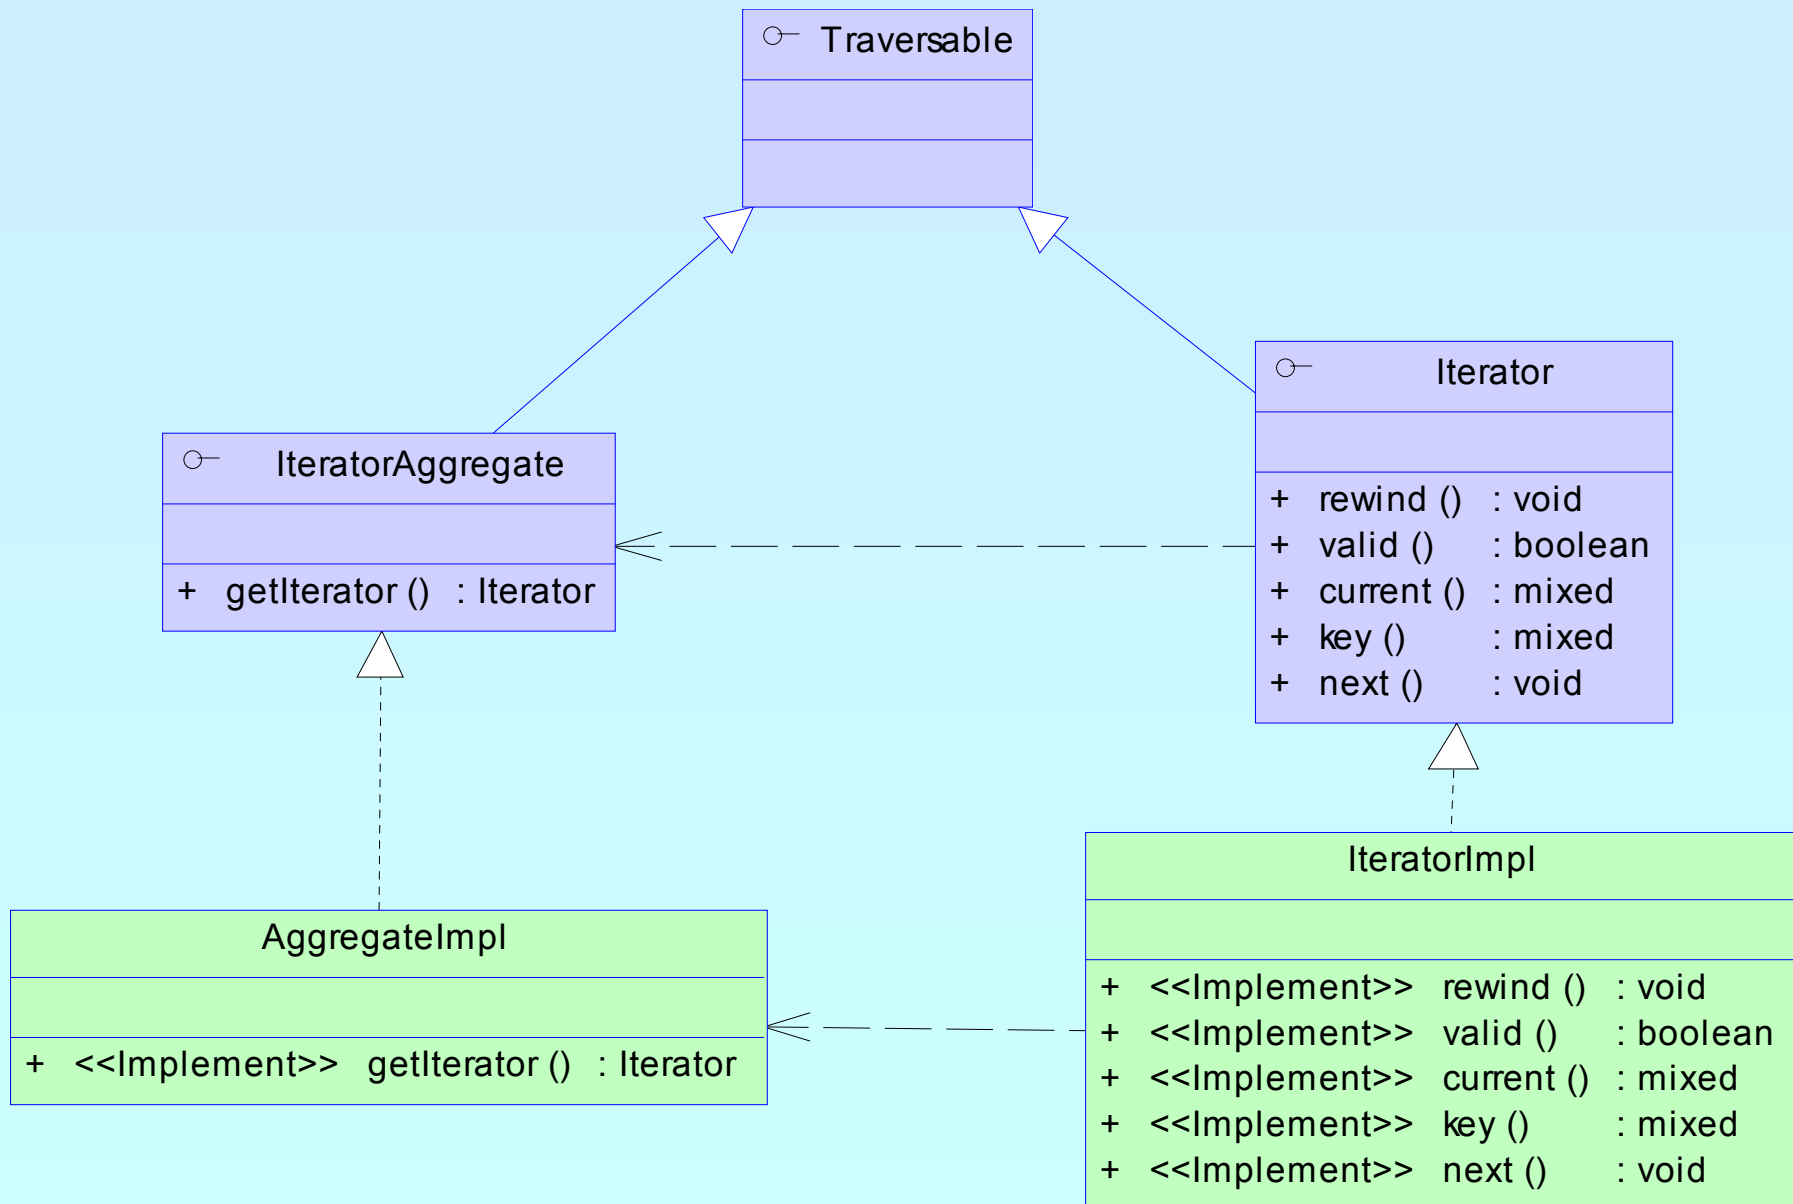 Traversable
Iterator
+ rewind () : void
+ valid () : boolean
+ current () : mixed
+ key () : mixed
+ next () : void
IteratorAggregate
+ getIterator () : Iterator
IteratorImpl
+ <<Implement>> rewind () : void
+ <<Implement>> valid () : boolean
+ <<Implement>> current () : mixed
+ <<Implement>> key () : mixed
+ <<Implement>> next () : void
AggregateImpl
+ <<Implement>> getIterator () : Iterator